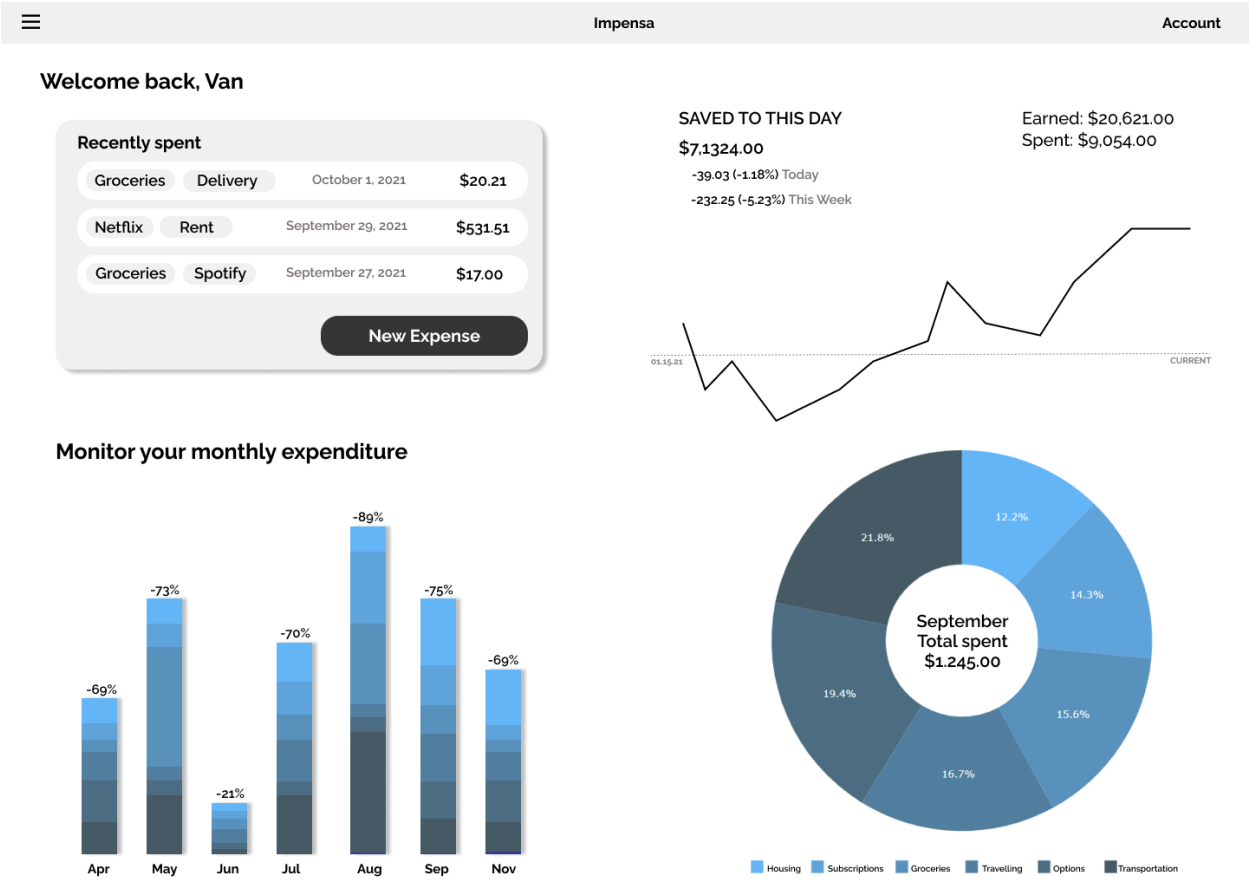 Impensa
Account
Welcome back, Van
Recently spent
Groceries Delivery October 1, 2021 $20.21
Netflix Rent September 29, 2021 $531.51
Groceries Spotify September 27, 2021 $17.00
New Expense
SAVED TO THIS DAY
$7,1324.00
-39.03 (-1.18%) Today
-232.25 (-5.23%) This Week
Earned: $20,621.00
Spent: $9,054.00
01.15.21
CURRENT
Monitor your monthly expenditure
-69%
-73%
-21%
-70%
-89%
-75%
-69%
Apr May Jun Jul Aug Sep Nov
12.2%
14.3%
15.6%
16.7%
19.4%
21.8%
September
Total spent
$1.245.00
Housing Subscriptions Groceries Travelling Options Transportation